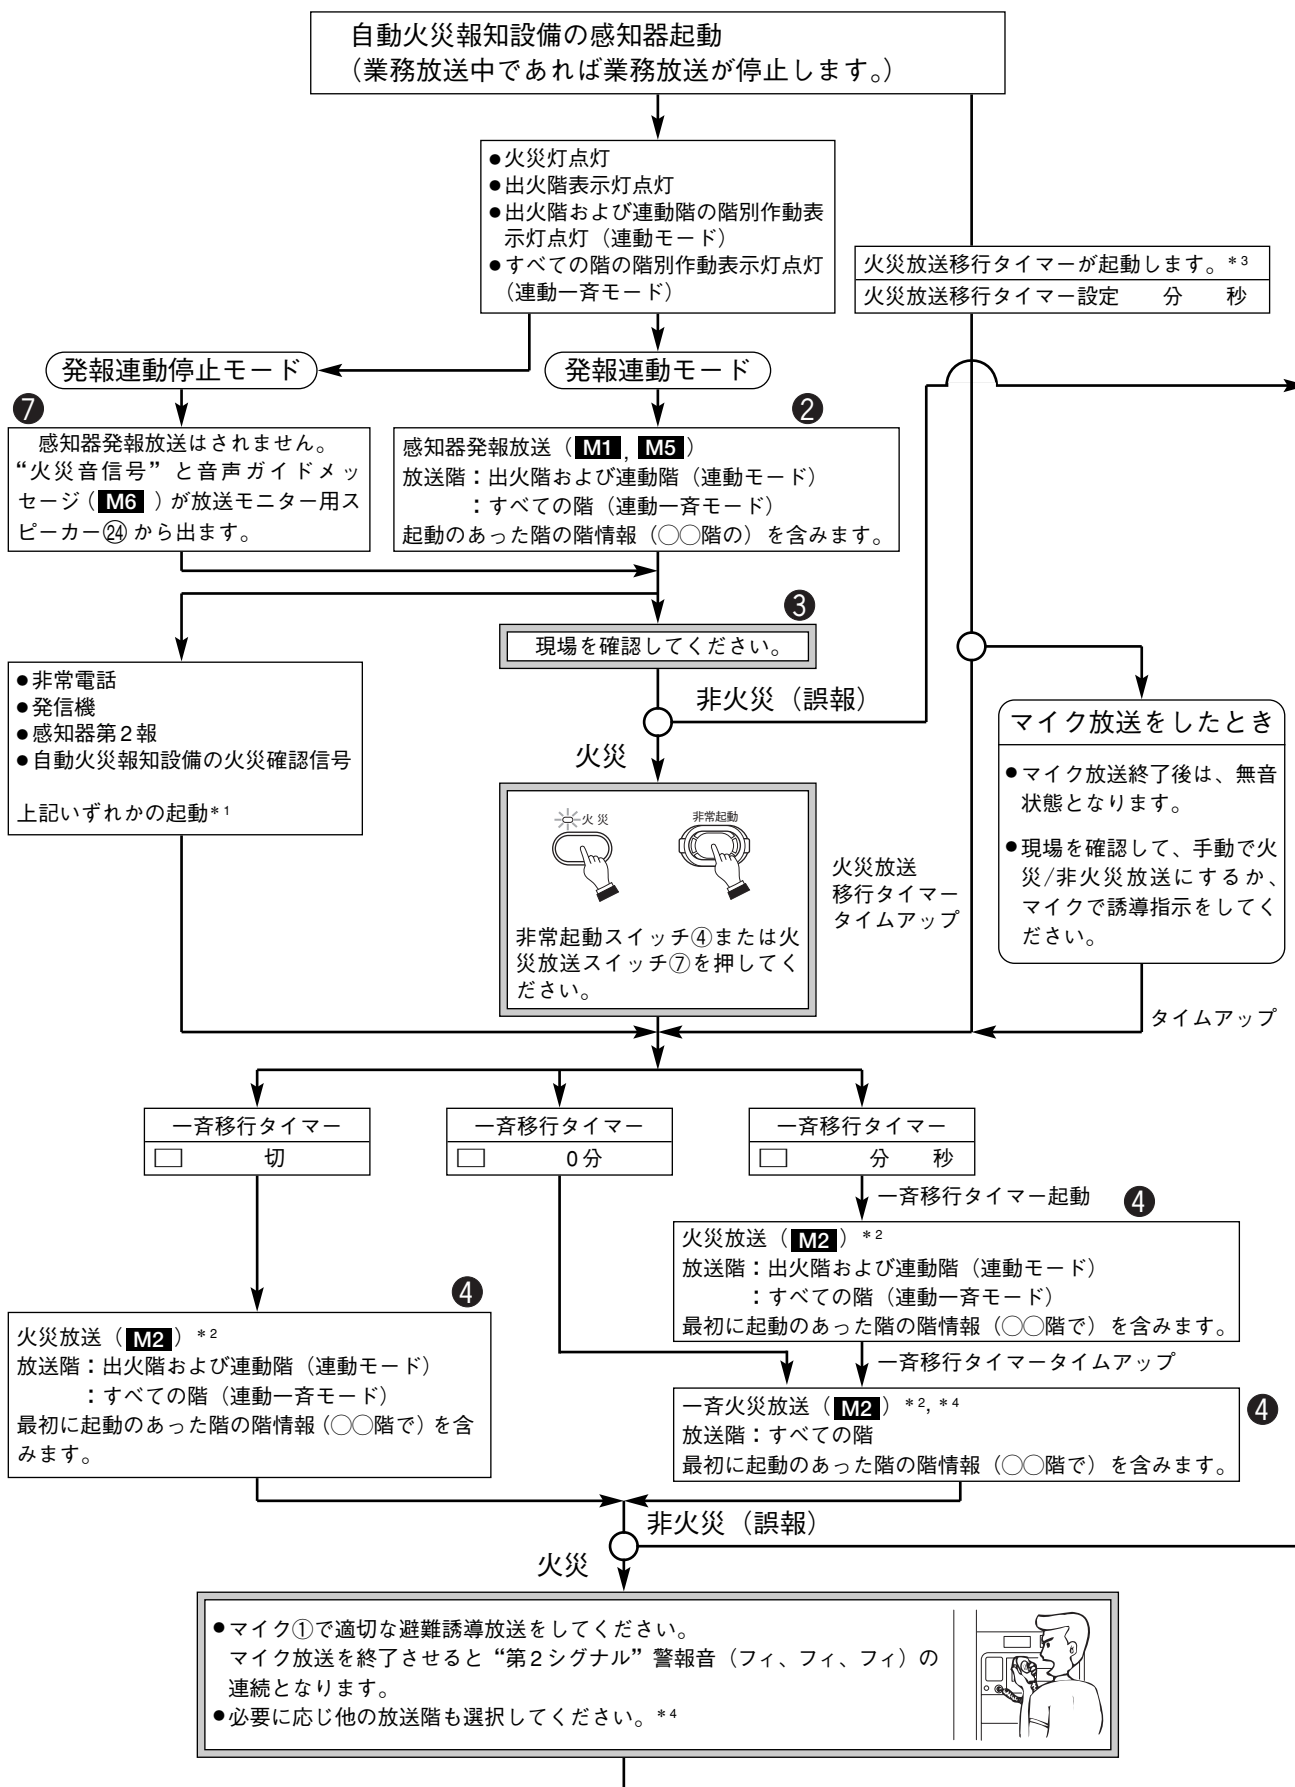 自動火災報知設備の感知器起動
（業務放送中であれば業務放送が停止します。）
●火災灯点灯
●出火階表示灯点灯
●出火階および連動階の階別作動表
示灯点灯（連動モード）
●すべての階の階別作動表示灯点灯
（連動一斉モード）
火災放送移行タイマーが起動します。*3
火災放送移行タイマー設定　分　秒
発報連動停止モード
発報連動モード
❼
感知器発報放送はされません。
“火災音信号”と音声ガイドメッ
セージ（M6）が放送モニター用ス
ピーカー㉔から出ます。
❷
感知器発報放送（M1, M5）
放送階：出火階および連動階（連動モード）
：すべての階（連動一斉モード）
起動のあった階の階情報（○○階の）を含みます。
❸
現場を確認してください。
非火災（誤報）
火災
●非常電話
●発信機
●感知器第２報
●自動火災報知設備の火災確認信号
上記いずれかの起動*1
火災
非常起動
非常起動スイッチ④または火
災放送スイッチ⑦を押してく
ださい。
火災放送
移行タイマー
タイムアップ
マイク放送をしたとき
●マイク放送終了後は、無音
状態となります。
●現場を確認して、手動で火
災/非火災放送にするか、
マイクで誘導指示をしてく
ださい。
タイムアップ
一斉移行タイマー
□　切
一斉移行タイマー
□　0分
一斉移行タイマー
□　分　秒
一斉移行タイマー起動
❹
火災放送（M2）*2
放送階：出火階および連動階（連動モード）
：すべての階（連動一斉モード）
最初に起動のあった階の階情報（○○階で）を含みます。
一斉移行タイマータイムアップ
❹
火災放送（M2）*2
放送階：出火階および連動階（連動モード）
：すべての階（連動一斉モード）
最初に起動のあった階の階情報（○○階で）を含
みます。
❹
一斉火災放送（M2）*2, *4
放送階：すべての階
最初に起動のあった階の階情報（○○階で）を含みます。
非火災（誤報）
火災
●マイク①で適切な避難誘導放送をしてください。
マイク放送を終了させると“第２シグナル”警報音（フィ、フィ、フィ）の
連続となります。
●必要に応じ他の放送階も選択してください。*4